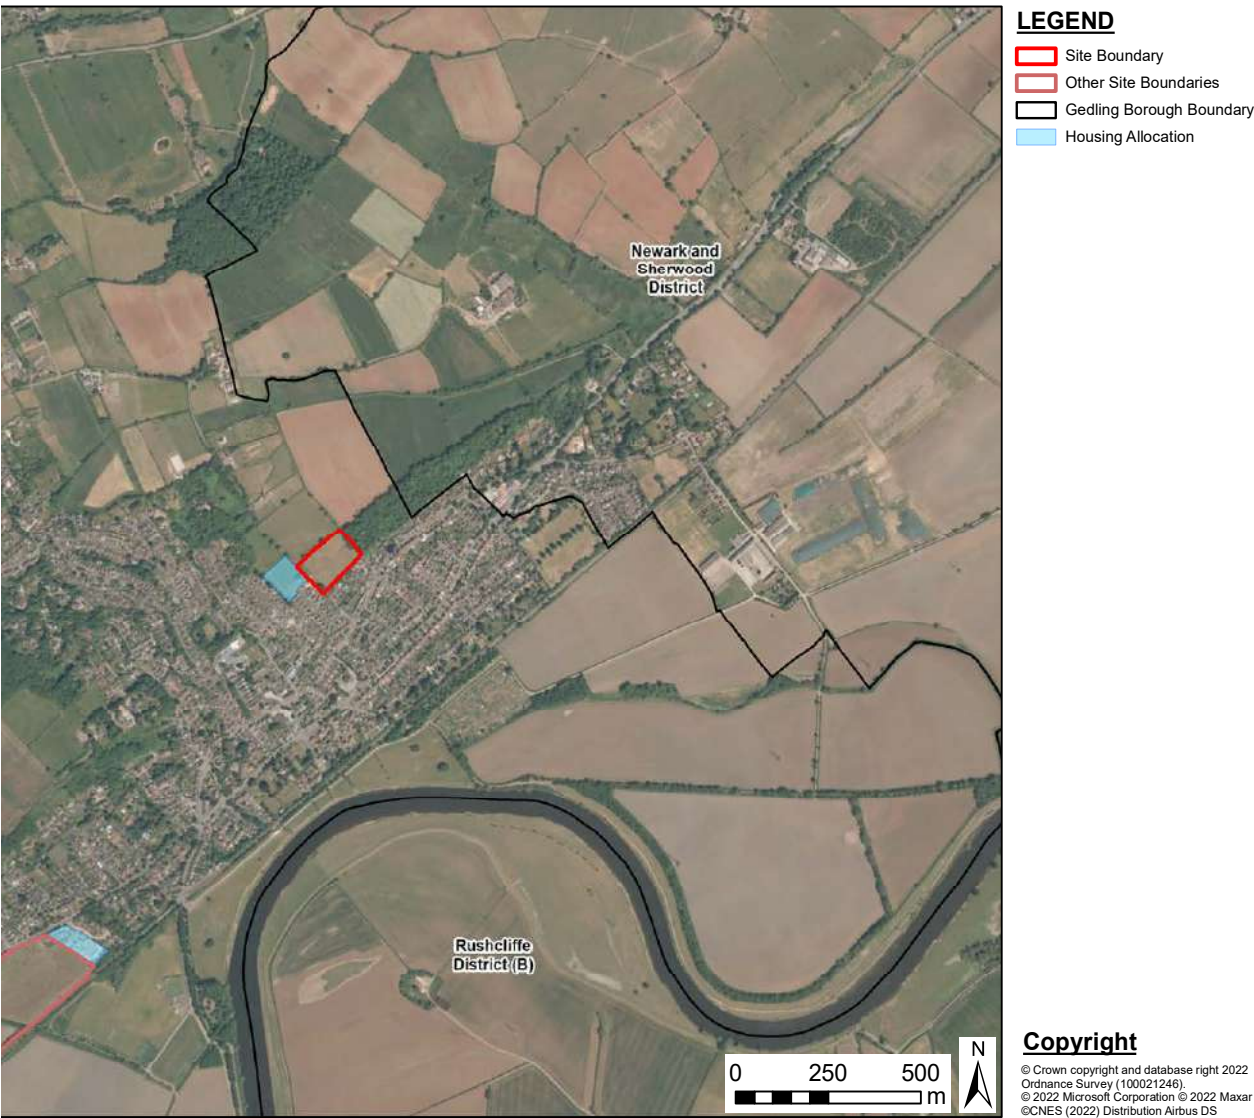 LEGEND
Site Boundary
Other Site Boundaries
Gedling Borough Boundary
Housing Allocation
Newark and
Sherwood
District
Rushcliffe
District (B)
0 250 500
m
N
Copyright
© Crown copyright and database right 2022
Ordnance Survey (100021246).
© 2022 Microsoft Corporation © 2022 Maxar
©CNES (2022) Distribution Airbus DS